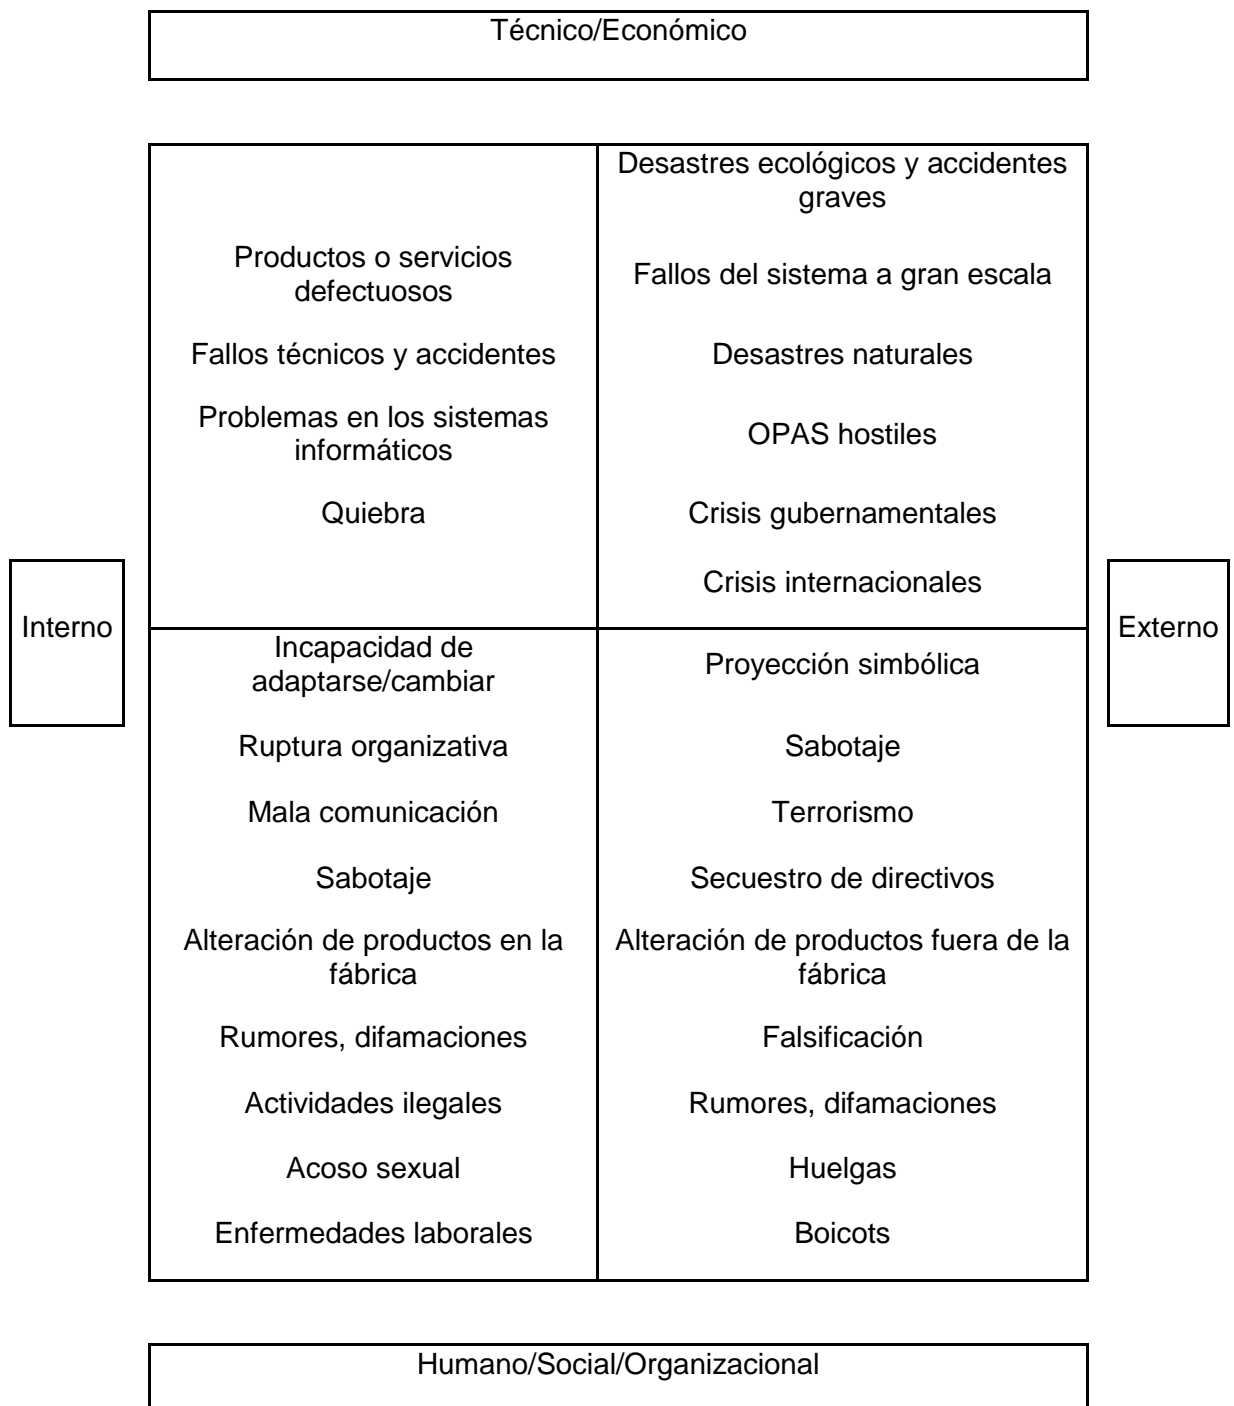 Técnico/Económico
Productos o servicios
defectuosos
Fallos técnicos y accidentes
Problemas en los sistemas
informáticos
Quiebra
Desastres ecológicos y accidentes
graves
Fallos del sistema a gran escala
Desastres naturales
OPAS hostiles
Crisis gubernamentales
Crisis internacionales
Interno
Externo
Incapacidad de
adaptarse/cambiar
Ruptura organizativa
Mala comunicación
Sabotaje
Alteración de productos en la
fábrica
Rumores, difamaciones
Actividades ilegales
Acoso sexual
Enfermedades laborales
Proyección simbólica
Sabotaje
Terrorismo
Secuestro de directivos
Alteración de productos fuera de la
fábrica
Falsificación
Rumores, difamaciones
Huelgas
Boicots
Humano/Social/Organizacional